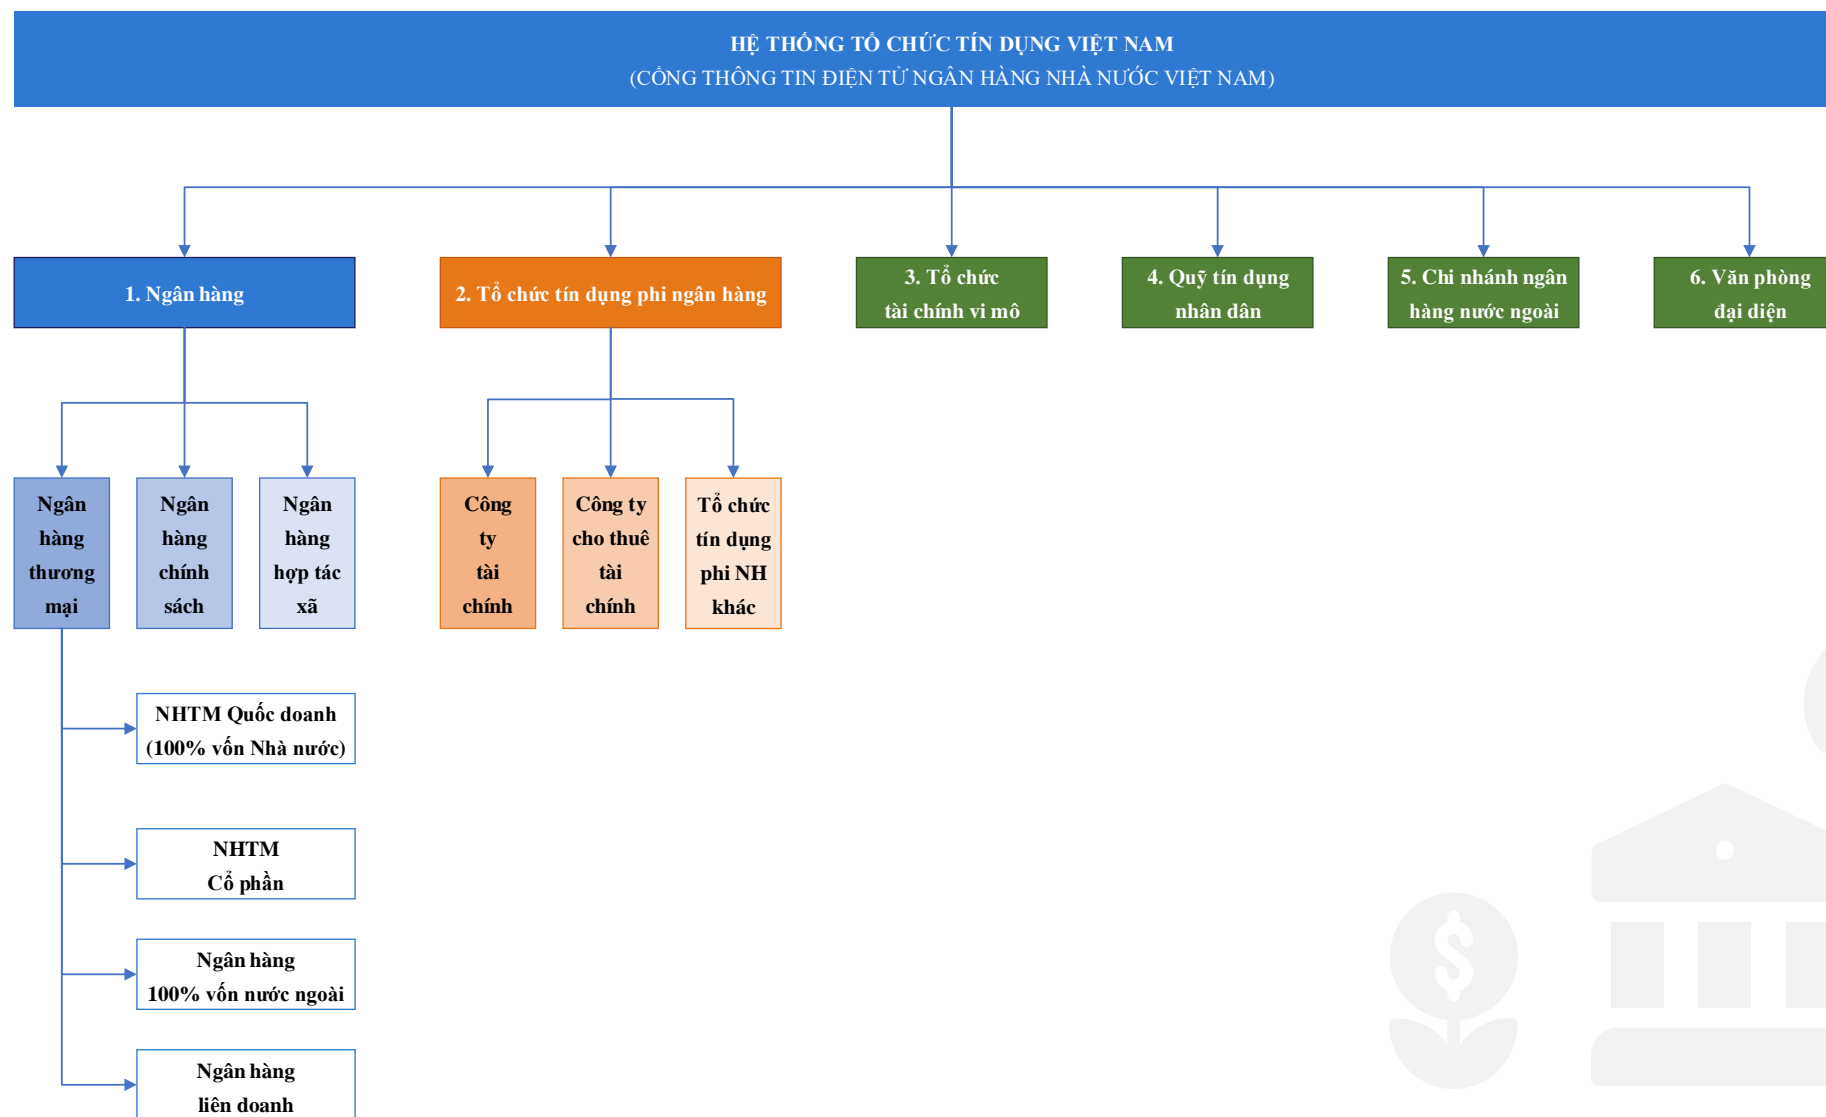 HỆ THỐNG TỔ CHỨC TÍN DỤNG VIỆT NAM
(CỔNG THÔNG TIN ĐIỆN TỬ NGÂN HÀNG NHÀ NƯỚC VIỆT NAM)
1. Ngân hàng
2. Tổ chức tín dụng phi ngân hàng
3. Tổ chức
tài chính vi mô
4. Quỹ tín dụng
nhân dân
5. Chi nhánh ngân
hàng nước ngoài
6. Văn phòng
đại diện
Ngân
hàng
thương
mại
Ngân
hàng
chính
sách
Ngân
hàng
hợp tác
xã
Công
ty
tài
chính
Công ty
cho thuê
tài
chính
Tổ chức
tín dụng
phi NH
khác
NHTM Quốc doanh
(100% vốn Nhà nước)
NHTM
Cổ phần
Ngân hàng
100% vốn nước ngoài
Ngân hàng
liên doanh